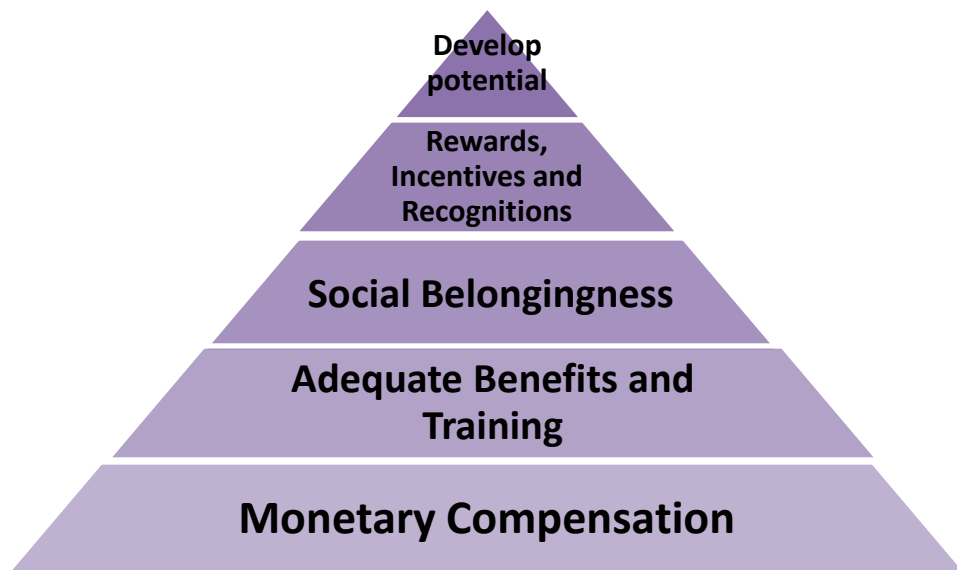 Develop
potential
Rewards,
Incentives and
Recognitions
Social Belongingness
Adequate Benefits and
Training
Monetary Compensation